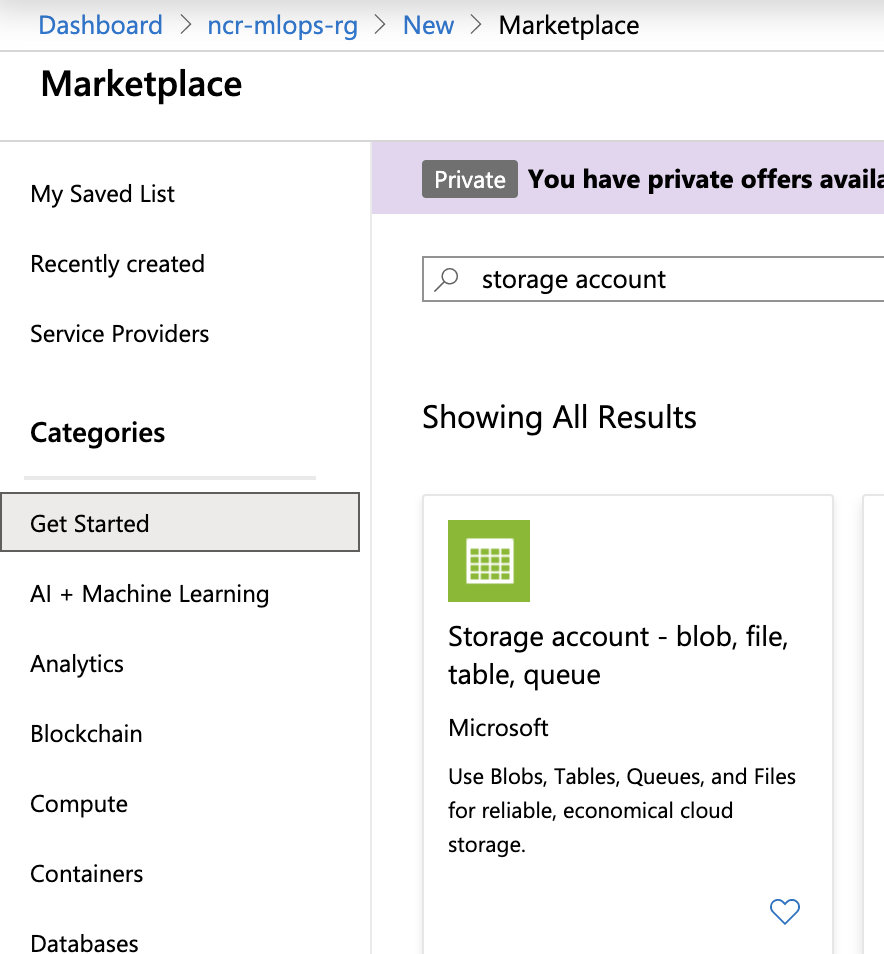 Dashboard > ncr-mlops-rg > New > Marketplace
Marketplace
My Saved List
Recently created
Service Providers
Categories
Get Started
AI + Machine Learning
Analytics
Blockchain
Compute
Containers
Databases
Private You have private offers availa
storage account
Showing All Results
Storage account - blob, file,
table, queue
Microsoft
Use Blobs, Tables, Queues, and Files
for reliable, economical cloud
storage.